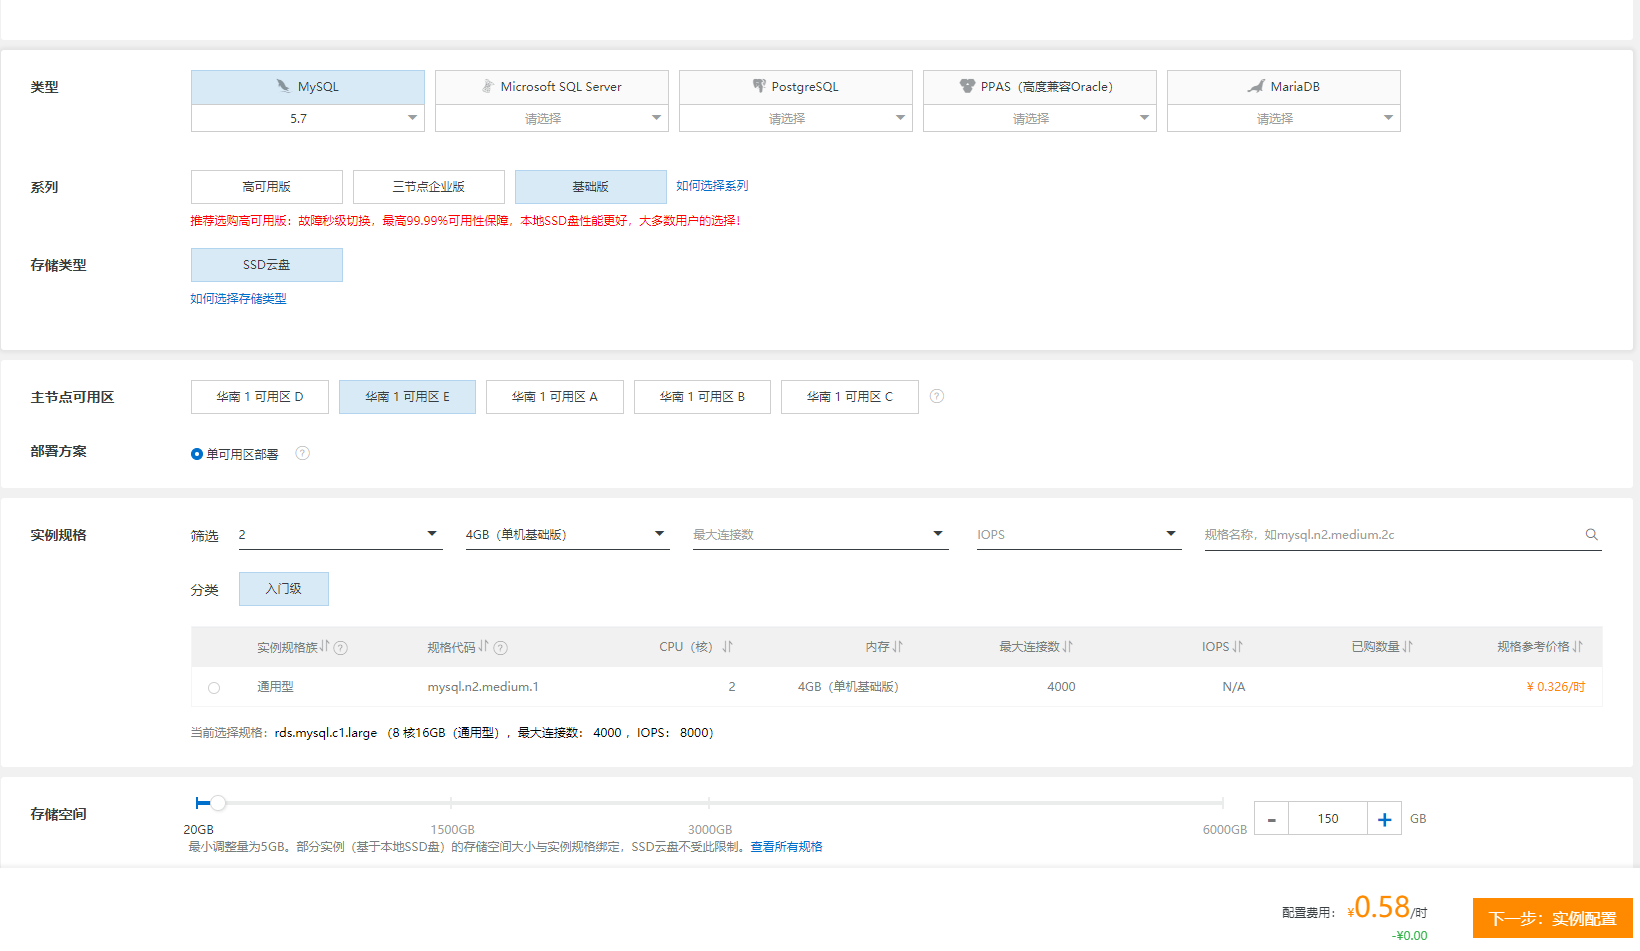 类型 MySQL Microsoft SQL Server PostgreSQL PPAS（高度兼容Oracle） MariaDB
5.7 请选择 请选择 请选择 请选择
系列 高可用版 三节点企业版 基础版 如何选择系列
推荐选购高可用版：故障秒级切换，最高99.99%可用性保障，本地SSD盘性能更好，大多数用户的选择！
存储类型 SSD云盘
如何选择存储类型
主节点可用区 华南 1 可用区 D 华南 1 可用区 E 华南 1 可用区 A 华南 1 可用区 B 华南 1 可用区 C ?
部署方案 单可用区部署 ?
实例规格 筛选 2 4GB（单机基础版） 最大连接数 IOPS 规格名称，如mysql.n2.medium.2c
分类 入门级
实例规格族 ? 规格代码 ? CPU（核） 内存 最大连接数 IOPS 已购数量 规格参考价格
通用型 mysql.n2.medium.1 2 4GB（单机基础版） 4000 N/A ¥ 0.326/时
当前选择规格：rds.mysql.c1.large （8 核16GB（通用型），最大连接数： 4000 ，IOPS： 8000）
存储空间 20GB 1500GB 3000GB 6000GB - 150 + GB
最小调整量为5GB。部分实例（基于本地SSD盘）的存储空间大小与实例规格绑定，SSD云盘不受此限制。查看所有规格
配置费用： ¥0.58/时 下一步：实例配置
-¥0.00